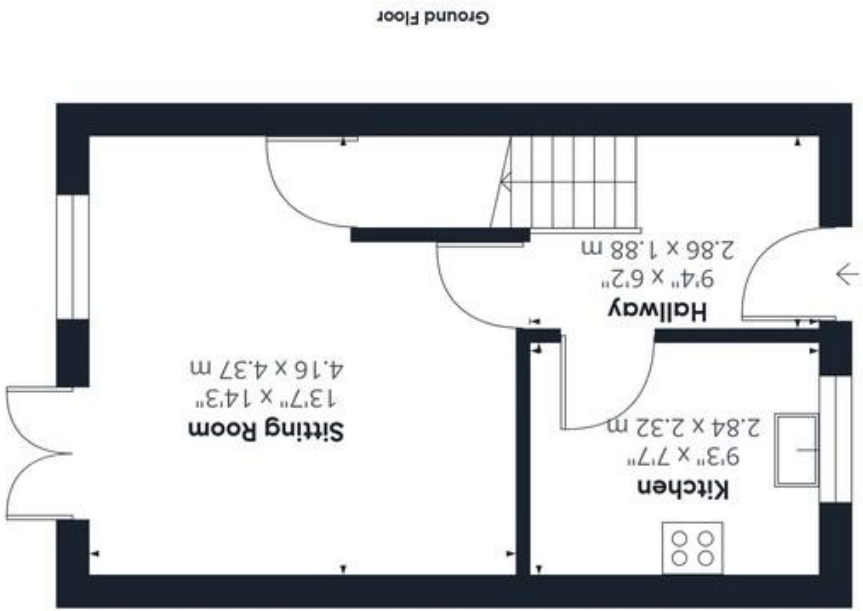 Kitchen
9'3" x 7'7"
2.84 x 2.32 m
Sitting Room
13'7" x 14'3"
4.16 x 4.37 m
Hallway
9'4" x 6'2"
2.86 x 1.88 m
Ground Floor